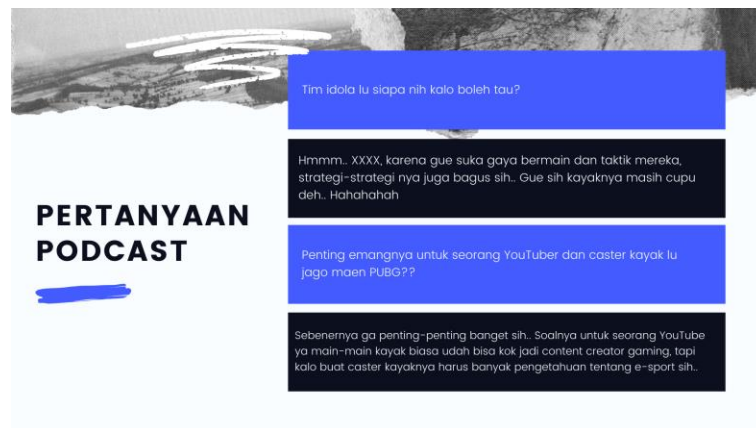 PERTANYAAN
PODCAST
Tim idola lu siapa nih kalo boleh tau?
Hmmm.. XXXX, karena gue suka gaya bermain dan taktik mereka,
strategi-strategi nya juga bagus sih.. Gue sih kayaknya masih cupu
deh.. Hahahahah
Penting emangnya untuk seorang YouTuber dan caster kayak lu
jago maen PUBG??
Sebenernya ga penting-penting banget sih.. Soalnya untuk seorang YouTube
ya main-main kayak biasa udah bisa kok jadi content creator gaming, tapi
kalo buat caster kayaknya harus banyak pengetahuan tentang e-sport sih..